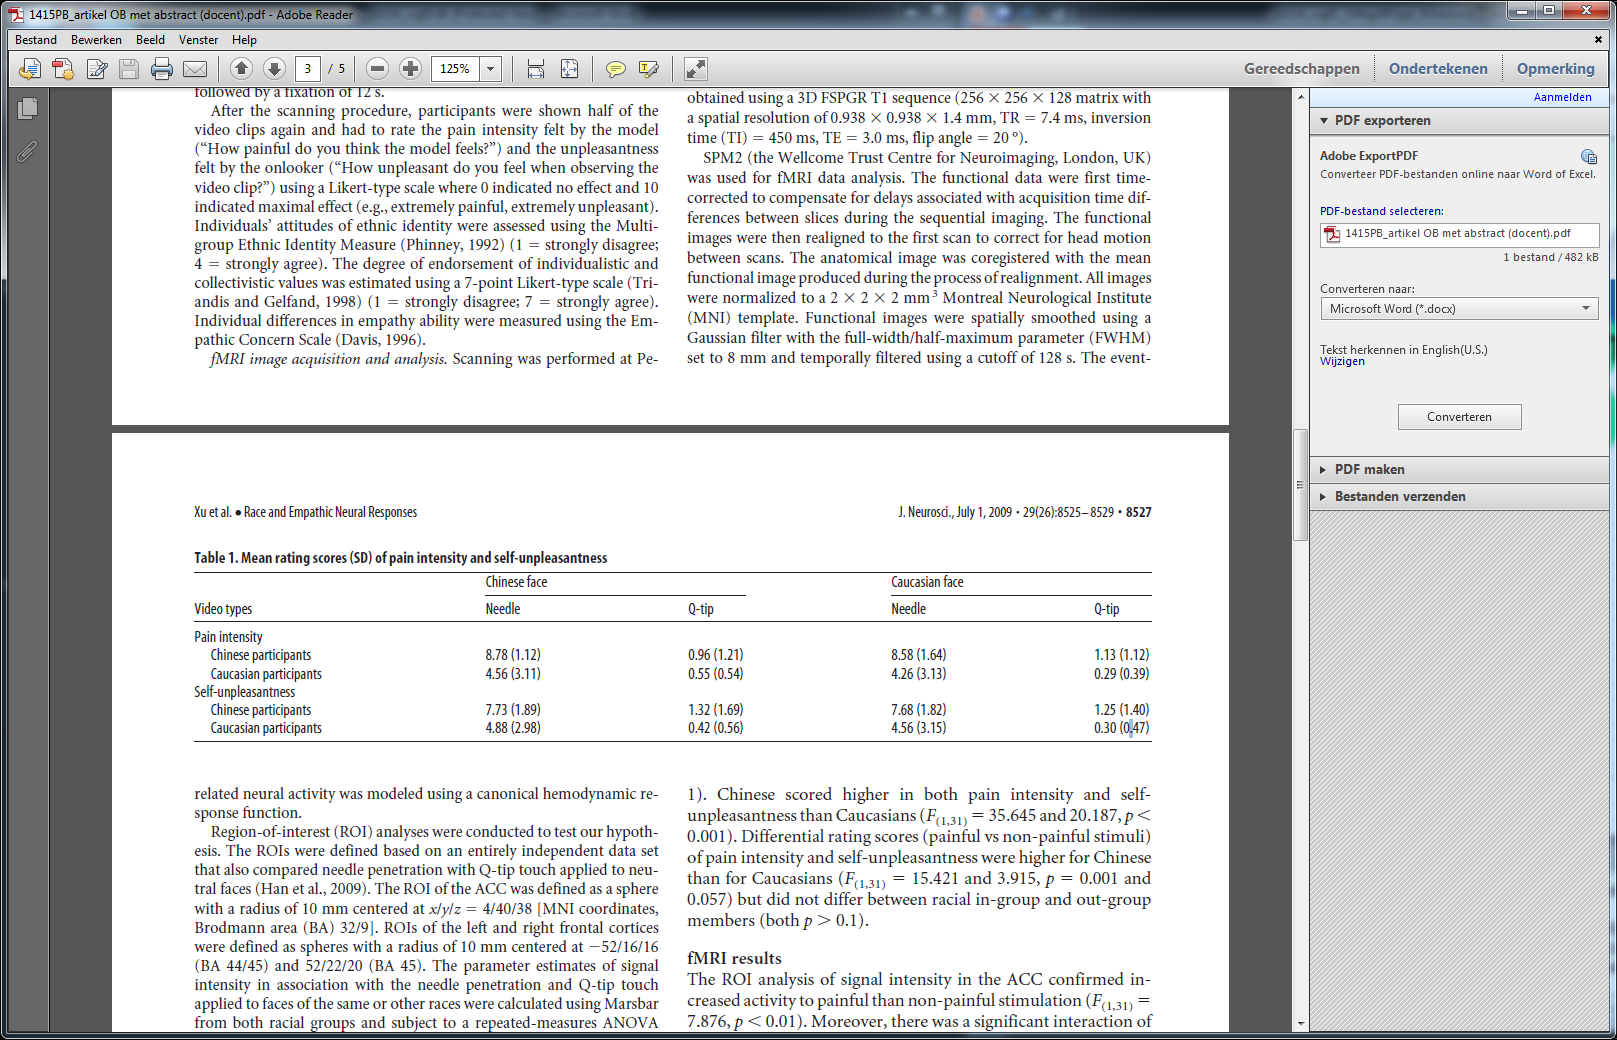 1415PB_artikel OB met abstract (docent).pdf - Adobe Reader
Bestand Bewerken Beeld Venster Help
3 / 5 125% Gereedschappen Ondertekenen Opmerking
followed by a fixation of 12 s.
After the scanning procedure, participants were shown half of the
video clips again and had to rate the pain intensity felt by the model
(“How painful do you think the model feels?”) and the unpleasantness
felt by the onlooker (“How unpleasant do you feel when observing the
video clip?”) using a Likert-type scale where 0 indicated no effect and 10
indicated maximal effect (e.g., extremely painful, extremely unpleasant).
Individuals’ attitudes of ethnic identity were assessed using the Multi-
group Ethnic Identity Measure (Phinney, 1992) (1 = strongly disagree;
4 = strongly agree). The degree of endorsement of individualistic and
collectivistic values was estimated using a 7-point Likert-type scale (Tri-
andis and Gelfand, 1998) (1 = strongly disagree; 7 = strongly agree).
Individual differences in empathy ability were measured using the Em-
pathic Concern Scale (Davis, 1996).
fMRI image acquisition and analysis. Scanning was performed at Pe-
obtained using a 3D FSPGR T1 sequence (256 × 256 × 128 matrix with
a spatial resolution of 0.938 × 0.938 × 1.4 mm, TR = 7.4 ms, inversion
time (TI) = 450 ms, TE = 3.0 ms, flip angle = 20°).
SPM2 (the Wellcome Trust Centre for Neuroimaging, London, UK)
was used for fMRI data analysis. The functional data were first time-
corrected to compensate for delays associated with acquisition time dif-
ferences between slices during the sequential imaging. The functional
images were then realigned to the first scan to correct for head motion
between scans. The anatomical image was coregistered with the mean
functional image produced during the process of realignment. All images
were normalized to a 2 × 2 × 2 mm³ Montreal Neurological Institute
(MNI) template. Functional images were spatially smoothed using a
Gaussian filter with the full-width/half-maximum parameter (FWHM)
set to 8 mm and temporally filtered using a cutoff of 128 s. The event-
Xu et al. • Race and Empathic Neural Responses
J. Neurosci., July 1, 2009 • 29(26):8525–8529 • 8527
Table 1. Mean rating scores (SD) of pain intensity and self-unpleasantness
Chinese face Caucasian face
Video types Needle Q-tip Needle Q-tip
Pain intensity
Chinese participants 8.78 (1.12) 0.96 (1.21) 8.58 (1.64) 1.13 (1.12)
Caucasian participants 4.56 (3.11) 0.55 (0.54) 4.26 (3.13) 0.29 (0.39)
Self-unpleasantness
Chinese participants 7.73 (1.89) 1.32 (1.69) 7.68 (1.82) 1.25 (1.40)
Caucasian participants 4.88 (2.98) 0.42 (0.56) 4.56 (3.15) 0.30 (0.47)
related neural activity was modeled using a canonical hemodynamic re-
sponse function.
Region-of-interest (ROI) analyses were conducted to test our hypoth-
esis. The ROIs were defined based on an entirely independent data set
that also compared needle penetration with Q-tip touch applied to neu-
tral faces (Han et al., 2009). The ROI of the ACC was defined as a sphere
with a radius of 10 mm centered at x/y/z = 4/40/38 [MNI coordinates,
Brodmann area (BA) 32/9]. ROIs of the left and right frontal cortices
were defined as spheres with a radius of 10 mm centered at −52/16/16
(BA 44/45) and 52/22/20 (BA 45). The parameter estimates of signal
intensity in association with the needle penetration and Q-tip touch
applied to faces of the same or other races were calculated using Marsbar
from both racial groups and subject to a repeated-measures ANOVA
1). Chinese scored higher in both pain intensity and self-
unpleasantness than Caucasians (F(1,31) = 35.645 and 20.187, p <
0.001). Differential rating scores (painful vs non-painful stimuli)
of pain intensity and self-unpleasantness were higher for Chinese
than for Caucasians (F(1,31) = 15.421 and 3.915, p = 0.001 and
0.057) but did not differ between racial in-group and out-group
members (both p > 0.1).
fMRI results
The ROI analysis of signal intensity in the ACC confirmed in-
creased activity to painful than non-painful stimulation (F(1,31) =
7.876, p < 0.01). Moreover, there was a significant interaction of
Aanmelden
PDF exporteren
Adobe ExportPDF
Converteer PDF-bestanden online naar Word of Excel.
PDF-bestand selecteren:
1415PB_artikel OB met abstract (docent).pdf
1 bestand / 482 kB
Converteren naar:
Microsoft Word (*.docx)
Tekst herkennen in English(U.S.)
Wijzigen
Converteren
PDF maken
Bestanden verzenden